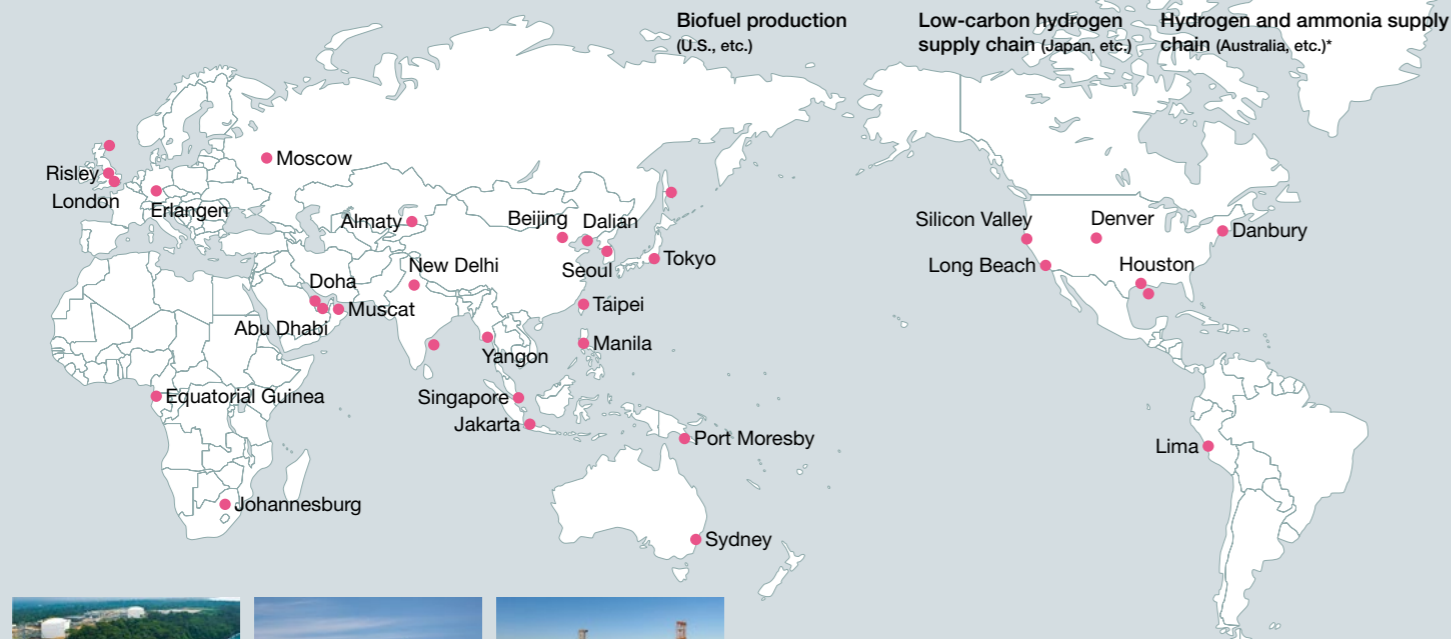 Biofuel production
(U.S., etc.)
Low-carbon hydrogen
supply chain (Japan, etc.)
Hydrogen and ammonia supply
chain (Australia, etc.)*
Moscow
Risley
London
Erlangen
Almaty
Beijing
Dalian
Seoul
Tokyo
New Delhi
Doha
Muscat
Abu Dhabi
Taipei
Manila
Yangon
Equatorial Guinea
Singapore
Jakarta
Port Moresby
Johannesburg
Sydney
Silicon Valley
Denver
Danbury
Long Beach
Houston
Lima